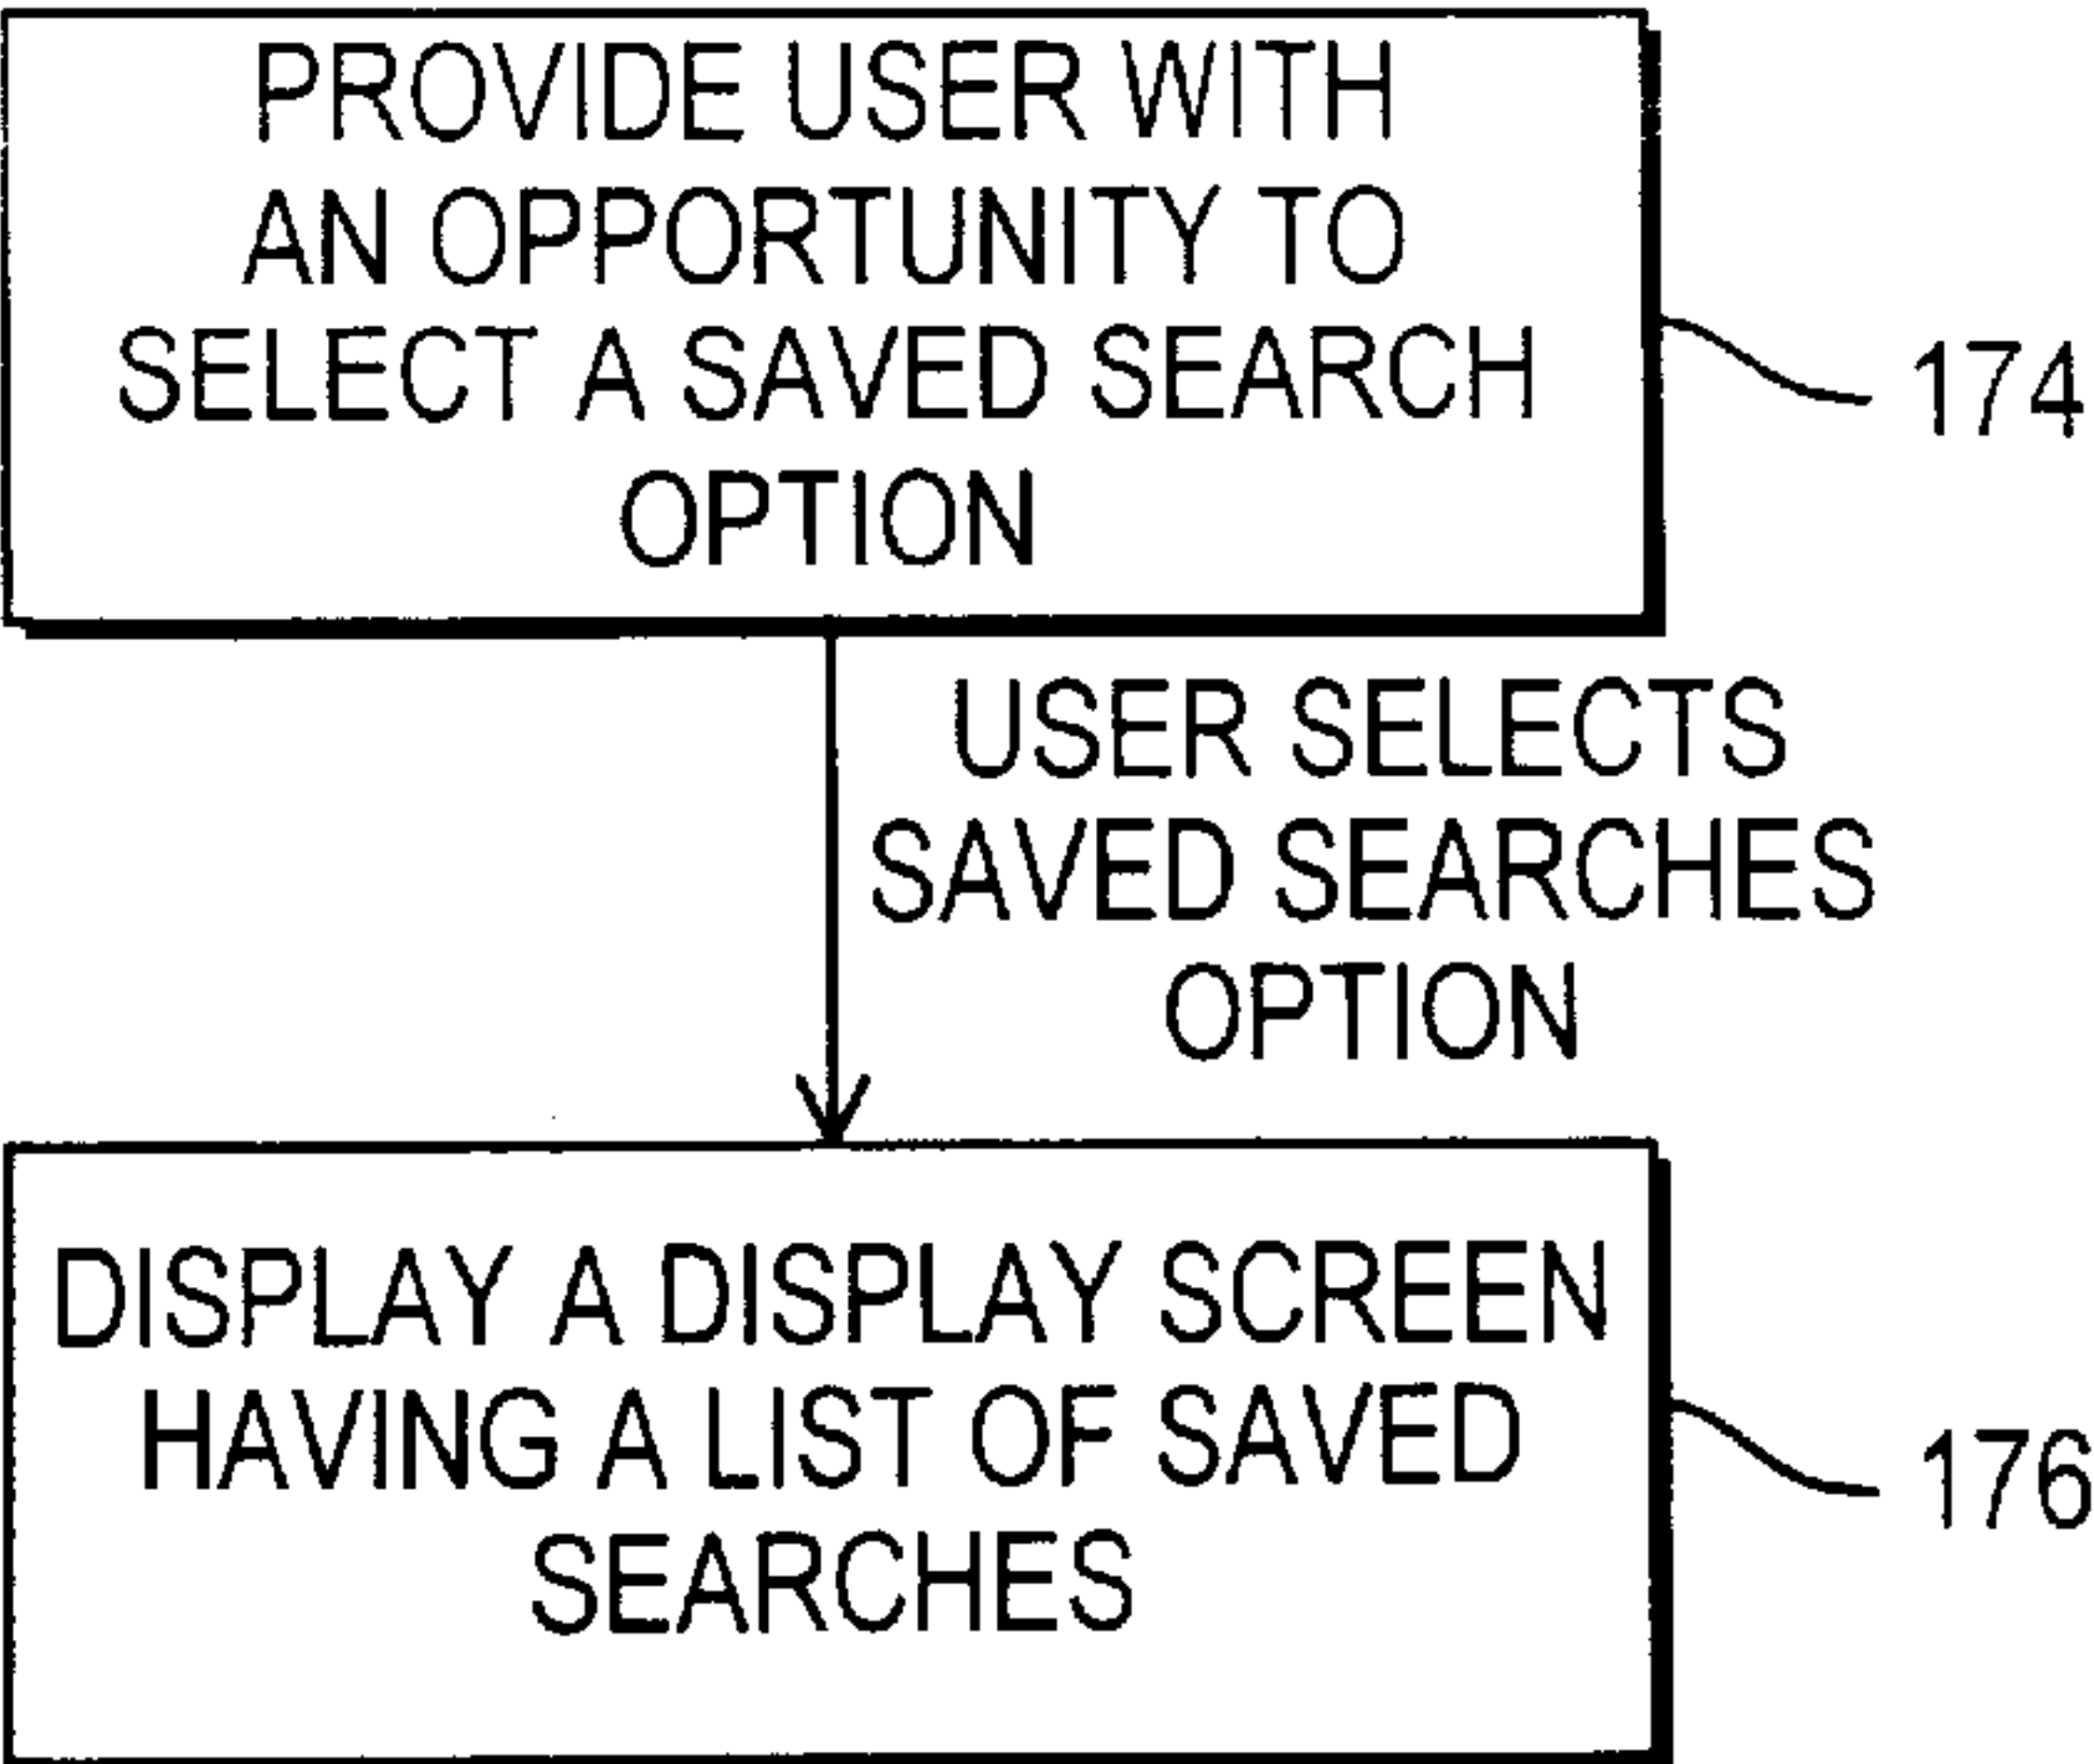 PROVIDE USER WITH
AN OPPORTUNITY TO
SELECT A SAVED SEARCH
OPTION
174
USER SELECTS
SAVED SEARCHES
OPTION
DISPLAY A DISPLAY SCREEN
HAVING A LIST OF SAVED
SEARCHES
176